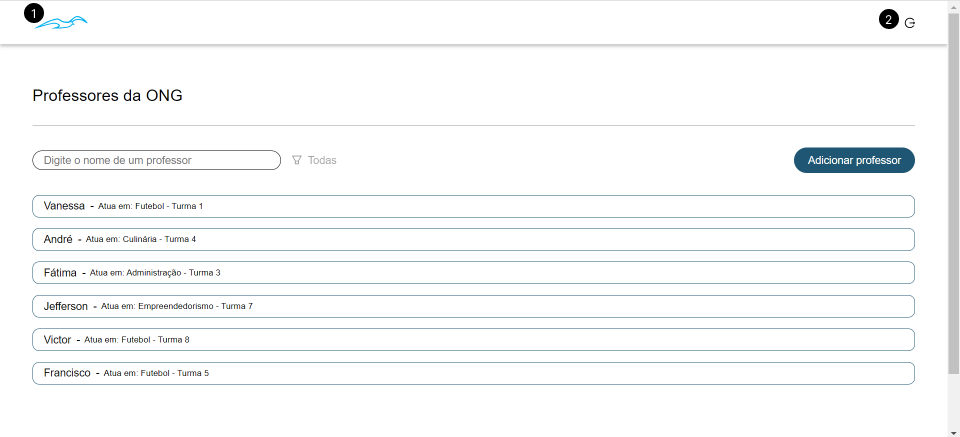 1
2
Professores da ONG
Digite o nome de um professor
Todas
Adicionar professor
Vanessa - Atua em: Futebol - Turma 1
André - Atua em: Culinária - Turma 4
Fátima - Atua em: Administração - Turma 3
Jefferson - Atua em: Empreendedorismo - Turma 7
Victor - Atua em: Futebol - Turma 8
Francisco - Atua em: Futebol - Turma 5